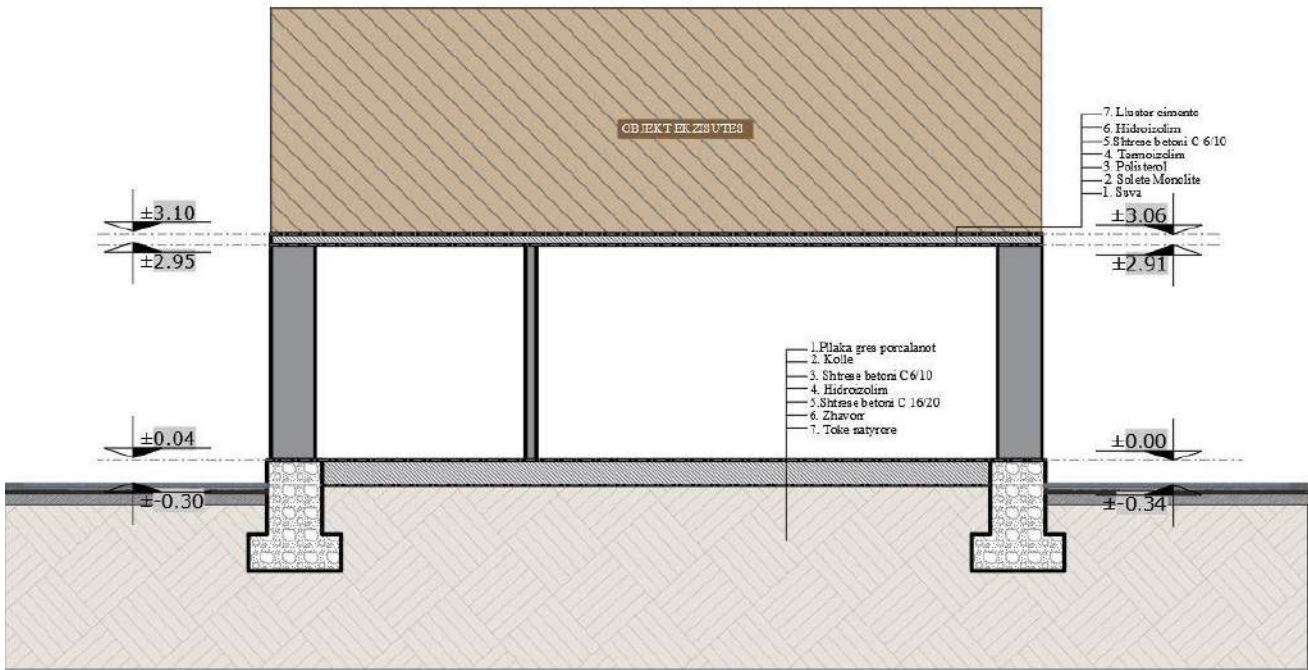 OBJEKT EKZISUTES
7. Lluster cimento
6. Hidroizolim
5.Shtrese betoni C 6/10
4. Termoizolim
3. Polisterol
2. Solete Monolite
1. Suva
±3.10
±2.95
±3.06
±2.91
1.Pllaka gres porcalanot
2. Kolle
3. Shtrese betoni C6/10
4. Hidroizolim
5.Shtrese betoni C 16/20
6. Zhavorr
7. Toke natyrore
±0.04
±-0.30
±0.00
±-0.34